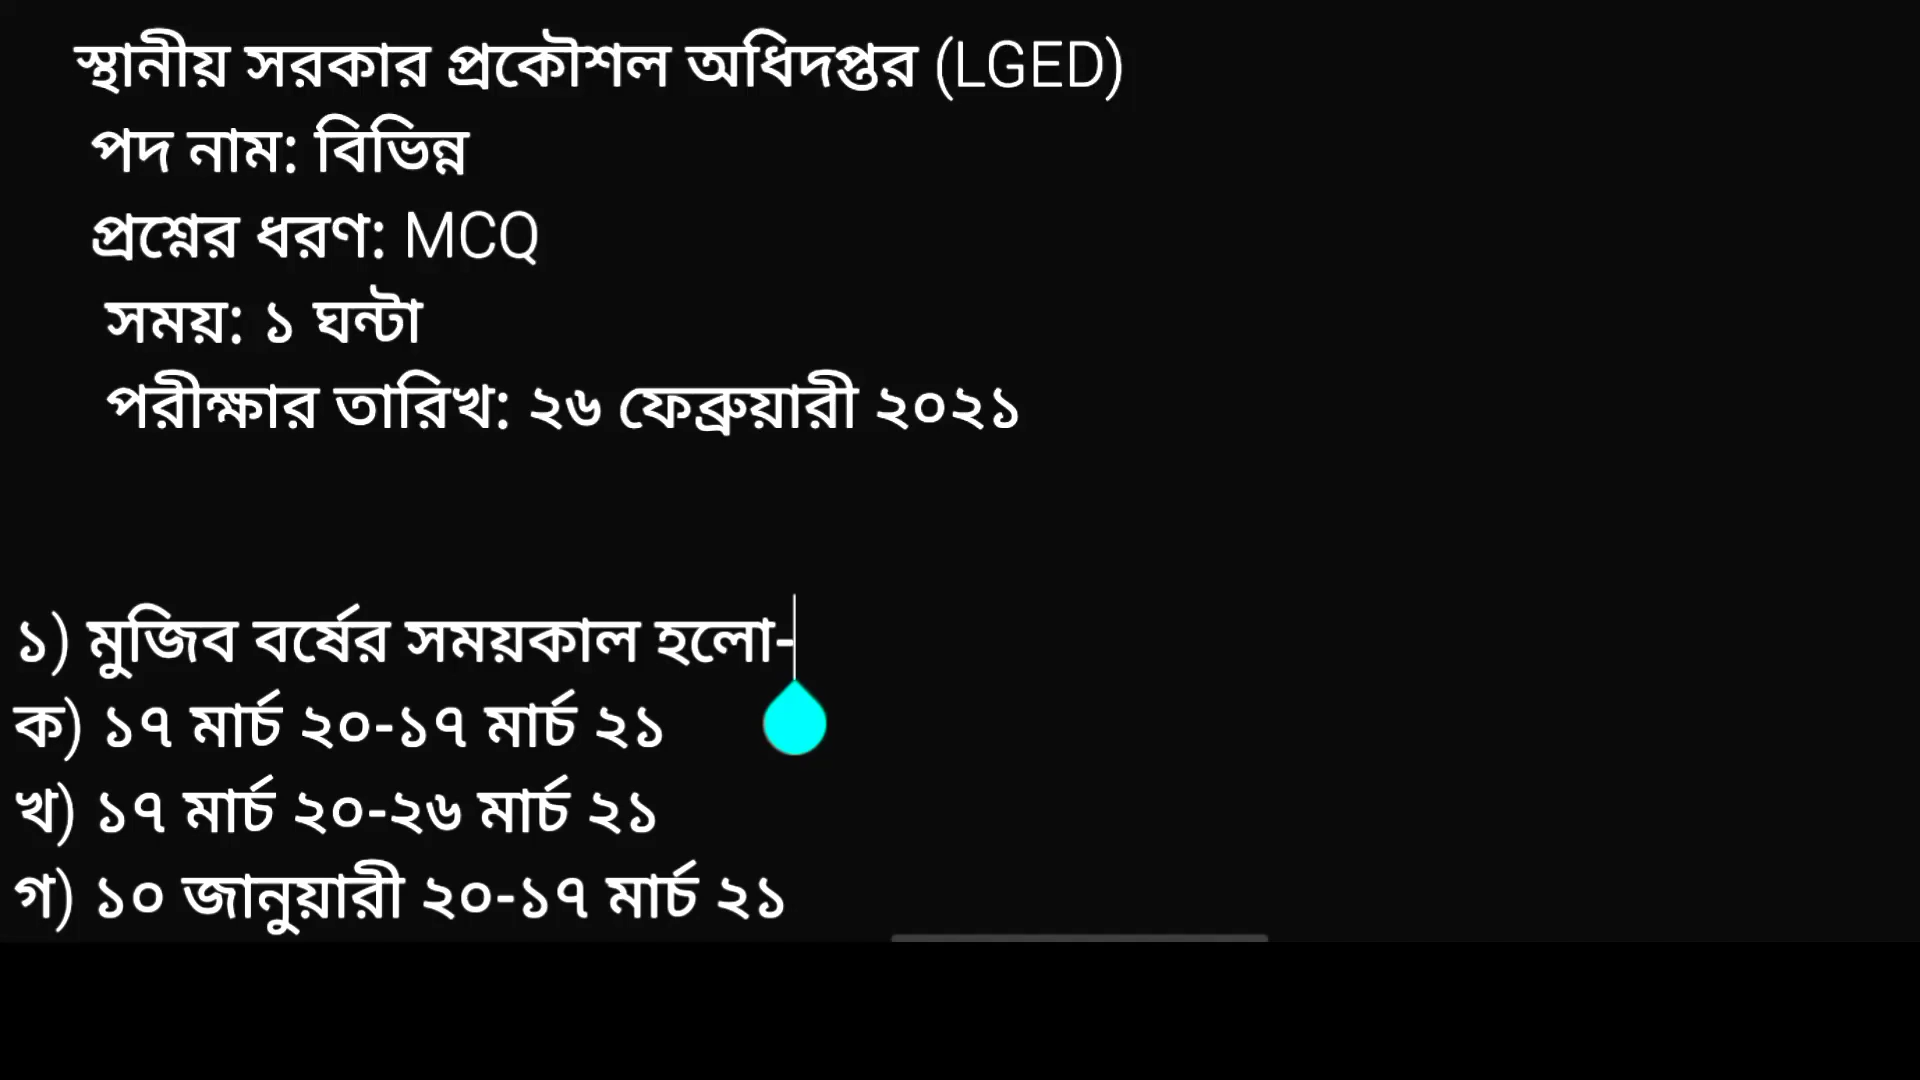 স্থানীয় সরকার প্রকৌশল অধিদপ্তর (LGED)
পদ নাম: বিভিন্ন
প্রশ্নের ধরণ: MCQ
সময়: ১ ঘন্টা
পরীক্ষার তারিখ: ২৬ ফেব্রুয়ারী ২০২১
১) মুজিব বর্ষের সময়কাল হলো-
ক) ১৭ মার্চ ২০-১৭ মার্চ ২১
খ) ১৭ মার্চ ২০-২৬ মার্চ ২১
গ) ১০ জানুয়ারী ২০-১৭ মার্চ ২১